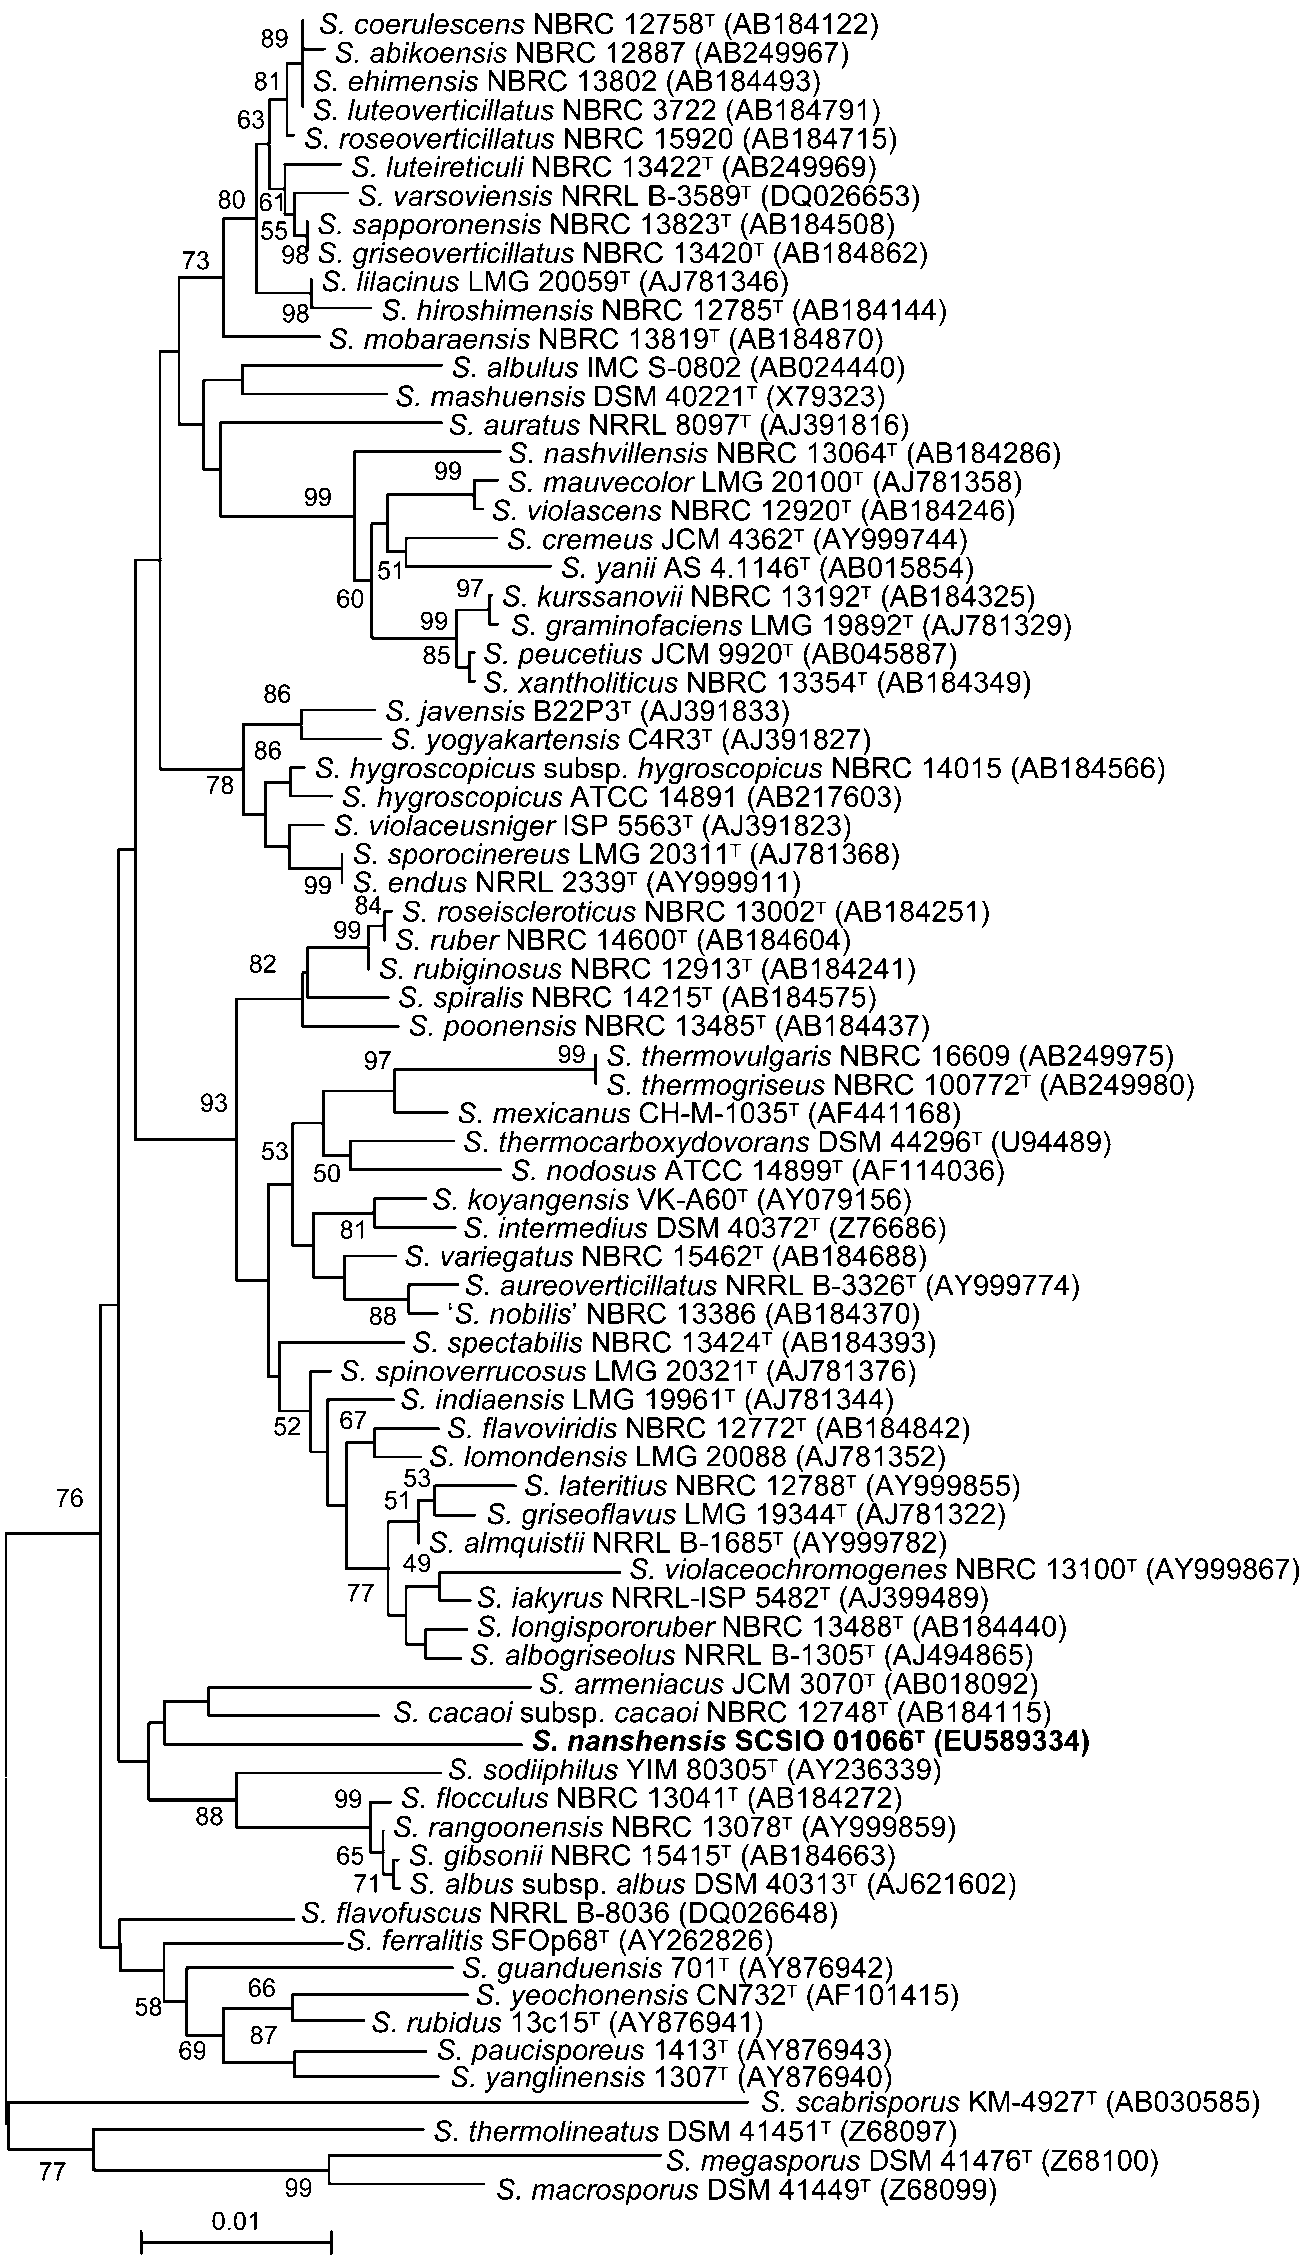 S. coerulescens NBRC 12758ᵀ (AB184122)
89
S. abikoensis NBRC 12887 (AB249967)
81
S. ehimensis NBRC 13802 (AB184493)
S. luteoverticillatus NBRC 3722 (AB184791)
63
S. roseoverticillatus NBRC 15920 (AB184715)
S. luteireticuli NBRC 13422ᵀ (AB249969)
80
61
S. varsoviensis NRRL B-3589ᵀ (DQ026653)
55
S. sapporonensis NBRC 13823ᵀ (AB184508)
98
S. griseoverticillatus NBRC 13420ᵀ (AB184862)
73
S. lilacinus LMG 20059ᵀ (AJ781346)
98
S. hiroshimensis NBRC 12785ᵀ (AB184144)
S. mobaraensis NBRC 13819ᵀ (AB184870)
S. albulus IMC S-0802 (AB024440)
S. mashuensis DSM 40221ᵀ (X79323)
S. auratus NRRL 8097ᵀ (AJ391816)
S. nashvillensis NBRC 13064ᵀ (AB184286)
99
S. mauvecolor LMG 20100ᵀ (AJ781358)
99
S. violascens NBRC 12920ᵀ (AB184246)
S. cremeus JCM 4362ᵀ (AY999744)
51
S. yanii AS 4.1146ᵀ (AB015854)
60
97
S. kurssanovii NBRC 13192ᵀ (AB184325)
99
S. graminofaciens LMG 19892ᵀ (AJ781329)
85
S. peucetius JCM 9920ᵀ (AB045887)
S. xantholiticus NBRC 13354ᵀ (AB184349)
86
S. javensis B22P3ᵀ (AJ391833)
S. yogyakartensis C4R3ᵀ (AJ391827)
86
78
S. hygroscopicus subsp. hygroscopicus NBRC 14015 (AB184566)
S. hygroscopicus ATCC 14891 (AB217603)
S. violaceusniger ISP 5563ᵀ (AJ391823)
S. sporocinereus LMG 20311ᵀ (AJ781368)
99
S. endus NRRL 2339ᵀ (AY999911)
84
S. roseiscleroticus NBRC 13002ᵀ (AB184251)
99
S. ruber NBRC 14600ᵀ (AB184604)
82
S. rubiginosus NBRC 12913ᵀ (AB184241)
S. spiralis NBRC 14215ᵀ (AB184575)
S. poonensis NBRC 13485ᵀ (AB184437)
97
99
S. thermovulgaris NBRC 16609 (AB249975)
S. thermogriseus NBRC 100772ᵀ (AB249980)
93
S. mexicanus CH-M-1035ᵀ (AF441168)
53
S. thermocarboxydovorans DSM 44296ᵀ (U94489)
50
S. nodosus ATCC 14899ᵀ (AF114036)
S. koyangensis VK-A60ᵀ (AY079156)
81
S. intermedius DSM 40372ᵀ (Z76686)
S. variegatus NBRC 15462ᵀ (AB184688)
S. aureoverticillatus NRRL B-3326ᵀ (AY999774)
88
‘S. nobilis’ NBRC 13386 (AB184370)
S. spectabilis NBRC 13424ᵀ (AB184393)
S. spinoverrucosus LMG 20321ᵀ (AJ781376)
S. indiaensis LMG 19961ᵀ (AJ781344)
52
67
S. flavoviridis NBRC 12772ᵀ (AB184842)
S. lomondensis LMG 20088 (AJ781352)
53
S. lateritius NBRC 12788ᵀ (AY999855)
51
S. griseoflavus LMG 19344ᵀ (AJ781322)
76
S. almquistii NRRL B-1685ᵀ (AY999782)
49
S. violaceochromogenes NBRC 13100ᵀ (AY999867)
77
S. iakyrus NRRL-ISP 5482ᵀ (AJ399489)
S. longispororuber NBRC 13488ᵀ (AB184440)
S. albogriseolus NRRL B-1305ᵀ (AJ494865)
S. armeniacus JCM 3070ᵀ (AB018092)
S. cacaoi subsp. cacaoi NBRC 12748ᵀ (AB184115)
S. nanshensis SCSIO 01066ᵀ (EU589334)
S. sodiiphilus YIM 80305ᵀ (AY236339)
88
99
S. flocculus NBRC 13041ᵀ (AB184272)
S. rangoonensis NBRC 13078ᵀ (AY999859)
65
S. gibsonii NBRC 15415ᵀ (AB184663)
71
S. albus subsp. albus DSM 40313ᵀ (AJ621602)
S. flavofuscus NRRL B-8036 (DQ026648)
S. ferralitis SFOp68ᵀ (AY262826)
S. guanduensis 701ᵀ (AY876942)
58
66
S. yeochonensis CN732ᵀ (AF101415)
S. rubidus 13c15ᵀ (AY876941)
69
87
S. paucisporeus 1413ᵀ (AY876943)
S. yanglinensis 1307ᵀ (AY876940)
S. scabrisporus KM-4927ᵀ (AB030585)
S. thermolineatus DSM 41451ᵀ (Z68097)
77
S. megasporus DSM 41476ᵀ (Z68100)
99
S. macrosporus DSM 41449ᵀ (Z68099)
0.01